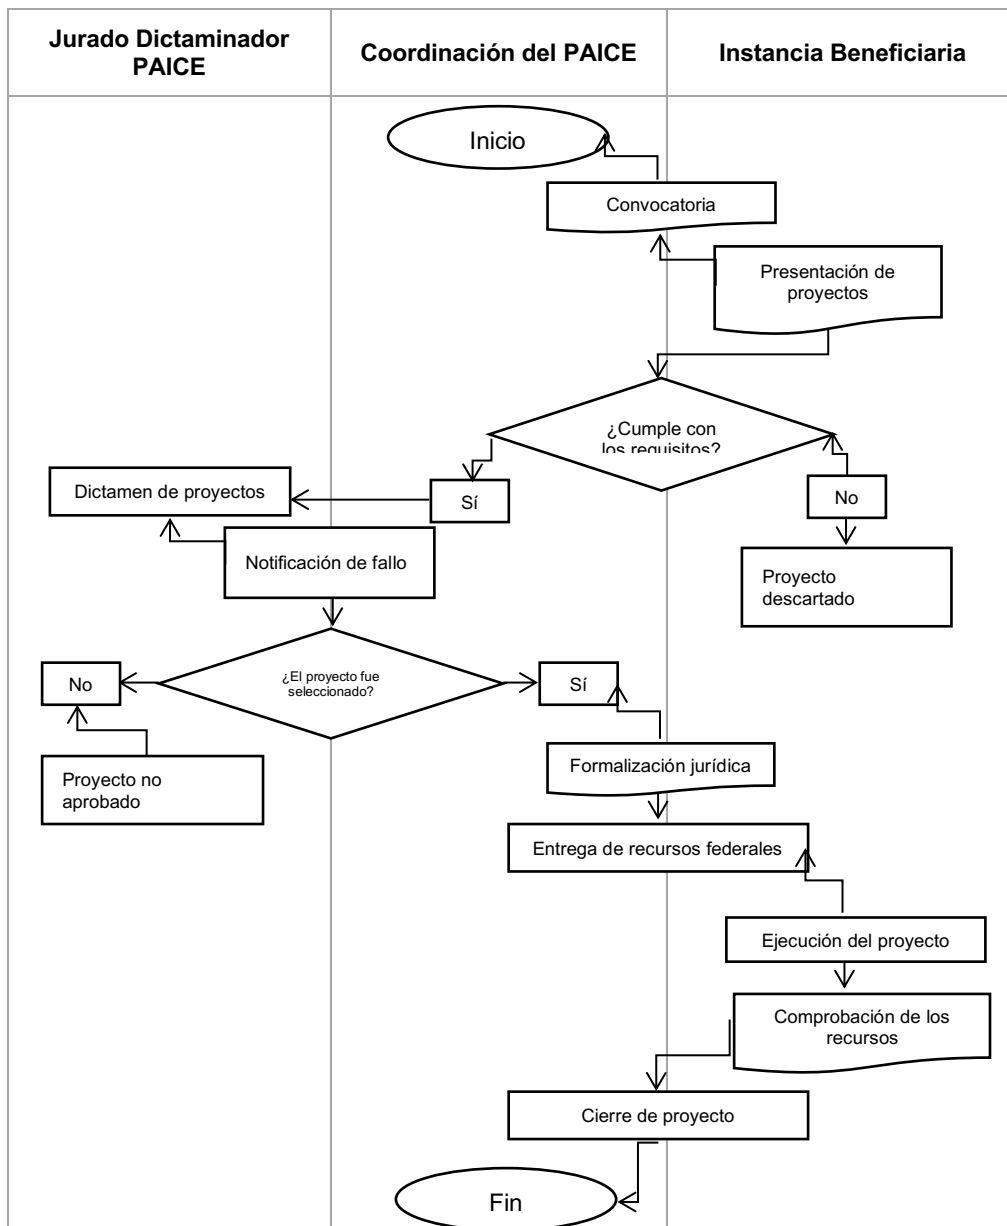 Jurado Dictaminador
PAICE
Coordinación del PAICE
Instancia Beneficiaria
Inicio
Convocatoria
Presentación de
proyectos
¿Cumple con
los requisitos?
Dictamen de proyectos
Sí
No
Notificación de fallo
Proyecto
descartado
¿El proyecto fue
seleccionado?
No
Sí
Proyecto no
aprobado
Formalización jurídica
Entrega de recursos federales
Ejecución del proyecto
Comprobación de los
recursos
Cierre de proyecto
Fin